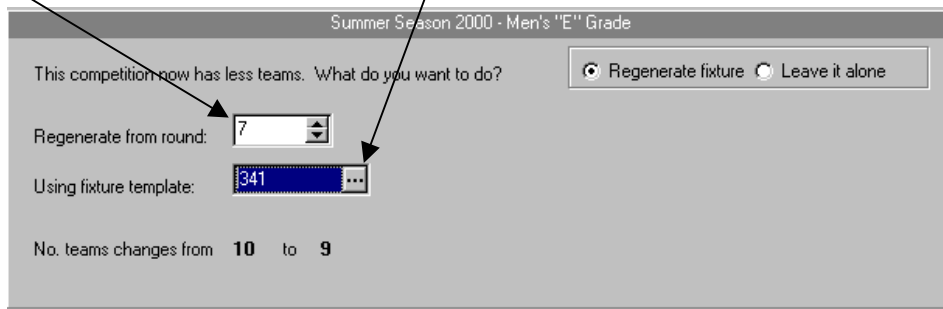 Summer Season 2000 - Men's "E" Grade
This competition now has less teams. What do you want to do? Regenerate fixture Leave it alone
Regenerate from round: 7
Using fixture template: 341 ...
No. teams changes from 10 to 9